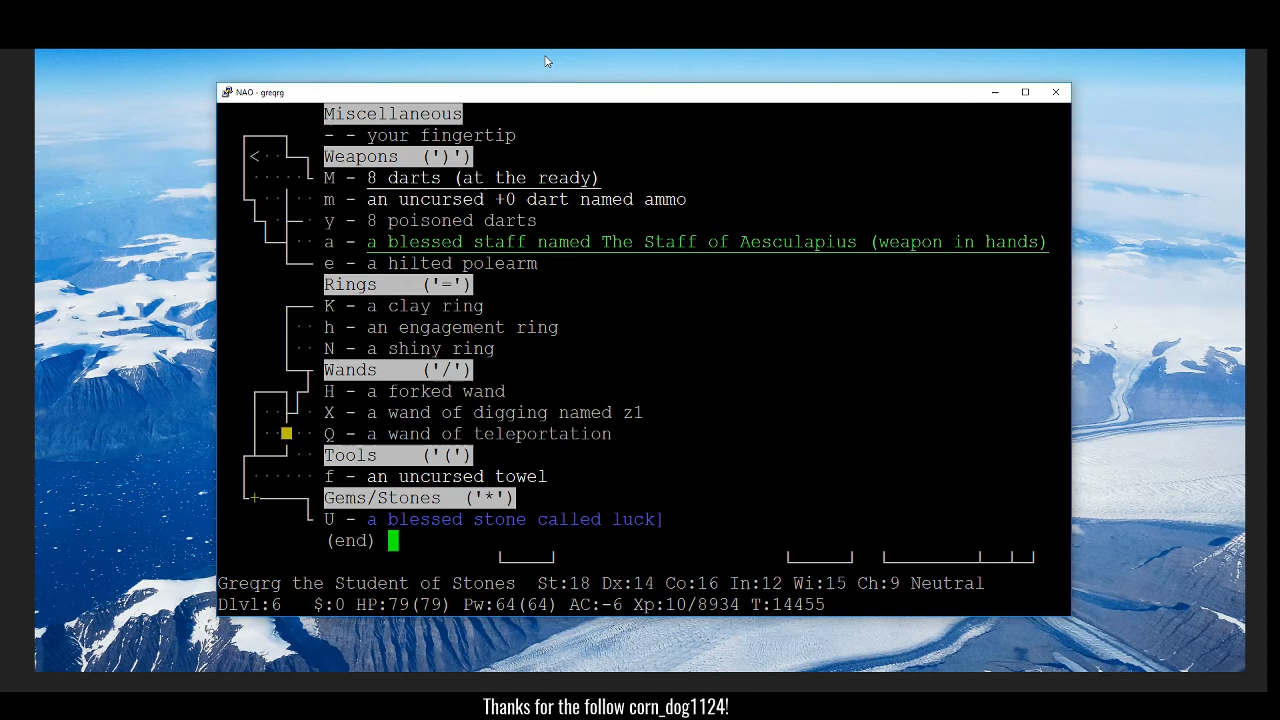 NAO - greqrg
Miscellaneous
- - your fingertip
Weapons (')')
M - 8 darts (at the ready)
m - an uncursed +0 dart named ammo
y - 8 poisoned darts
a - a blessed staff named The Staff of Aesculapius (weapon in hands)
e - a hilted polearm
Rings ('=')
K - a clay ring
h - an engagement ring
N - a shiny ring
Wands ('/')
H - a forked wand
X - a wand of digging named z1
Q - a wand of teleportation
Tools ('(')
f - an uncursed towel
Gems/Stones ('*')
U - a blessed stone called luck]
(end)
Greqrg the Student of Stones St:18 Dx:14 Co:16 In:12 Wi:15 Ch:9 Neutral
Dlvl:6 $:0 HP:79(79) Pw:64(64) AC:-6 Xp:10/8934 T:14455
Thanks for the follow corn_dog1124!